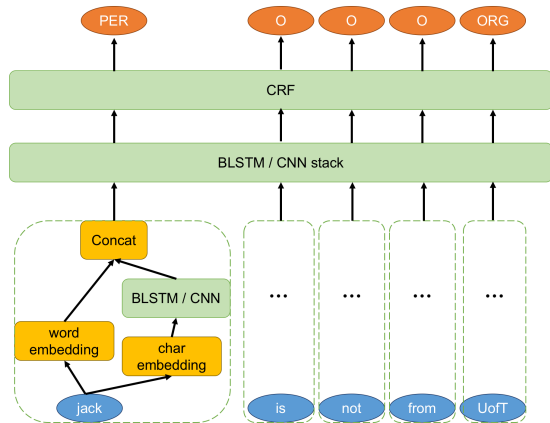 PER O O O ORG
CRF
BLSTM / CNN stack
Concat
BLSTM / CNN
...
...
...
...
word
embedding
char
embedding
jack is not from UofT